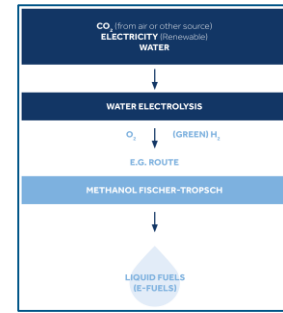 CO₂ (from air or other source)
ELECTRICITY (Renewable)
WATER
WATER ELECTROLYSIS
O₂ (GREEN) H₂
E.G. ROUTE
METHANOL FISCHER-TROPSCH
LIQUID FUELS
(E-FUELS)